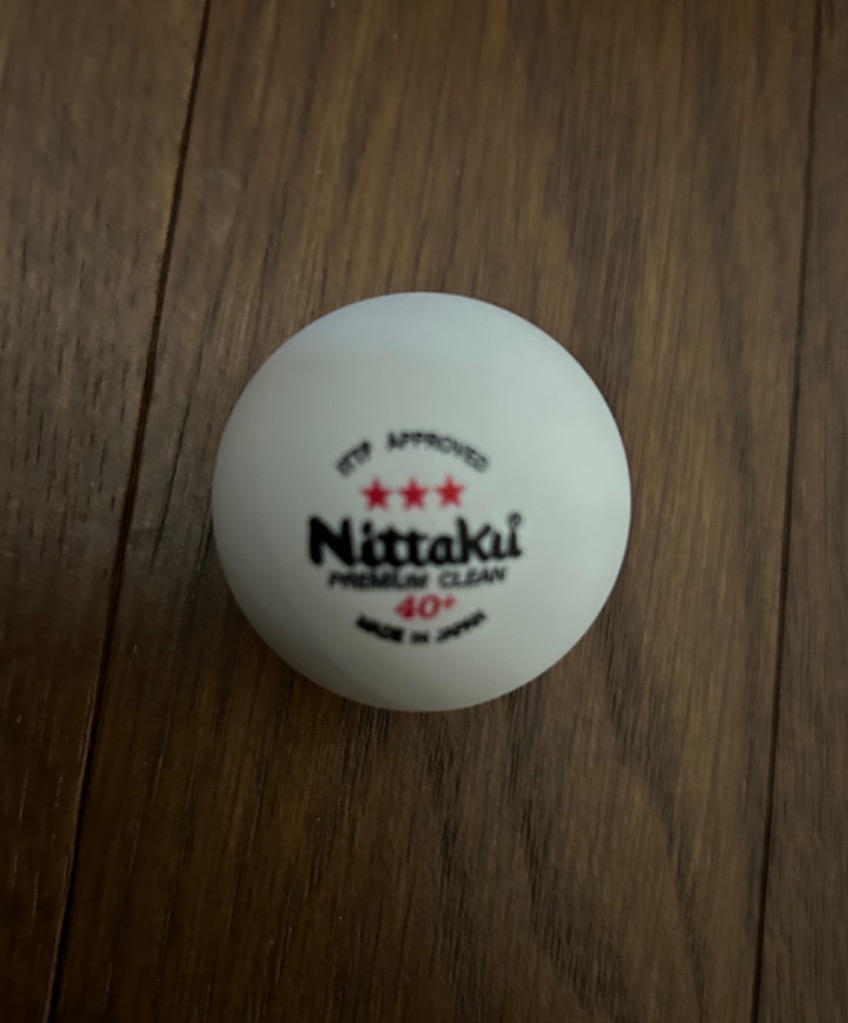 ITTF APPROVED
★★★
Nittaku®
PREMIUM CLEAN
40+
MADE IN JAPAN